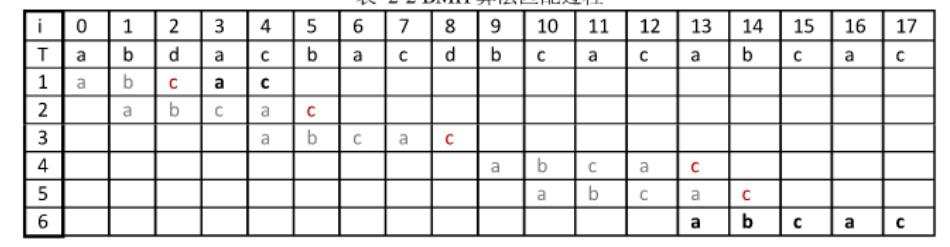 表 2-2 BMH 算法匹配过程
i 0 1 2 3 4 5 6 7 8 9 10 11 12 13 14 15 16 17
T a b d a c b a c d b c a c a b c a c
1 a b c a c
2 a b c a c
3 a b c a c
4 a b c a c
5 a b c a c
6 a b c a c